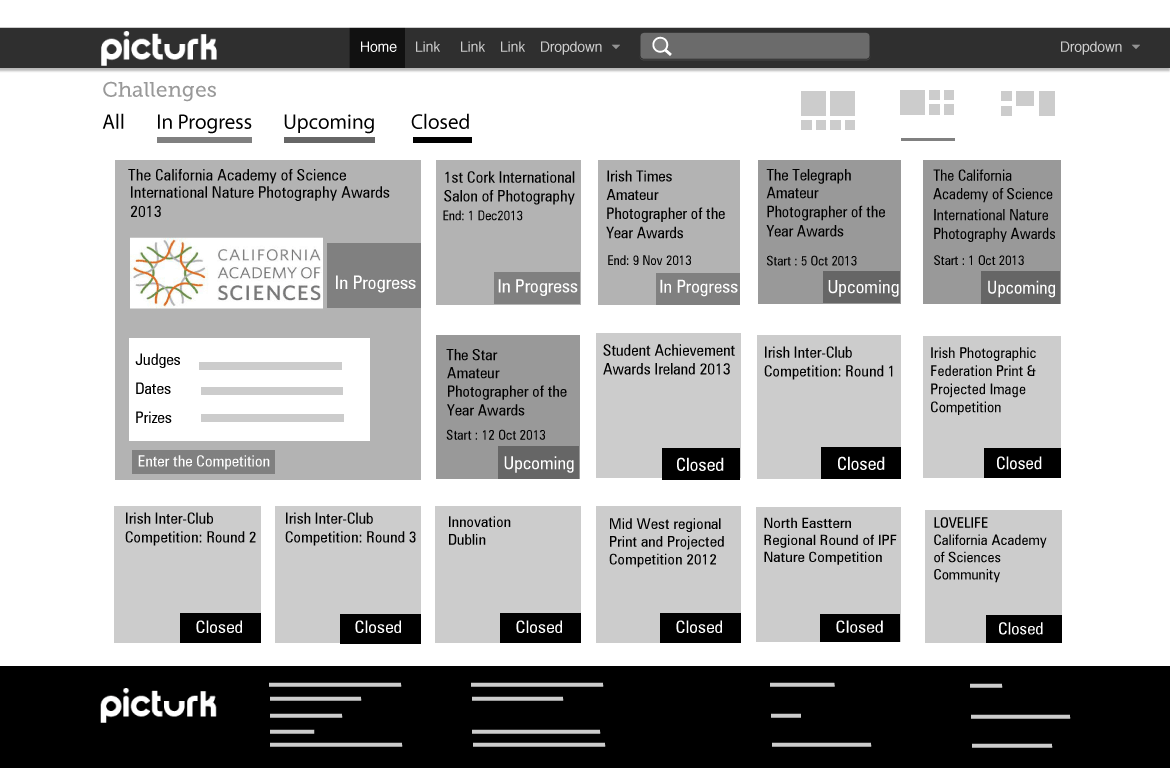 picturk
Home Link Link Link Dropdown
Dropdown
Challenges
All In Progress Upcoming Closed
The California Academy of Science
International Nature Photography Awards
2013
CALIFORNIA
ACADEMY OF
SCIENCES
In Progress
Judges
Dates
Prizes
Enter the Competition
1st Cork International
Salon of Photography
End: 1 Dec2013
In Progress
Irish Times
Amateur
Photographer of the
Year Awards
End: 9 Nov 2013
In Progress
The Telegraph
Amateur
Photographer of the
Year Awards
Start : 5 Oct 2013
Upcoming
The California
Academy of Science
International Nature
Photography Awards
Start : 1 Oct 2013
Upcoming
The Star
Amateur
Photographer of the
Year Awards
Start : 12 Oct 2013
Upcoming
Student Achievement
Awards Ireland 2013
Closed
Irish Inter-Club
Competition: Round 1
Closed
Irish Photographic
Federation Print &
Projected Image
Competition
Closed
Irish Inter-Club
Competition: Round 2
Closed
Irish Inter-Club
Competition: Round 3
Closed
Innovation
Dublin
Closed
Mid West regional
Print and Projected
Competition 2012
Closed
North Easttern
Regional Round of IPF
Nature Competition
Closed
LOVELIFE
California Academy
of Sciences
Community
Closed
picturk